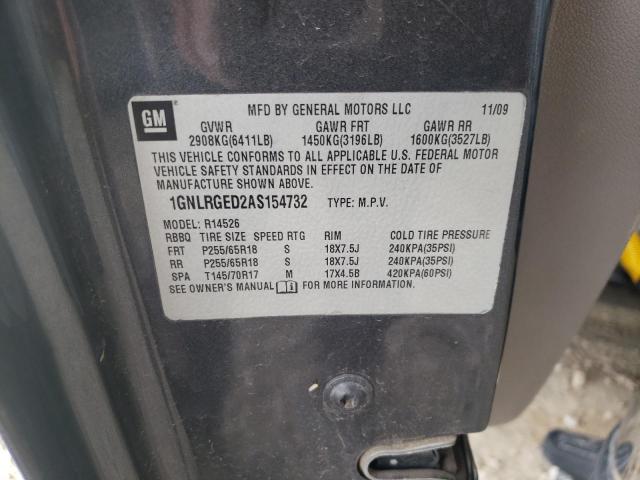 GM
MFD BY GENERAL MOTORS LLC 11/09
GVWR GAWR FRT GAWR RR
2908KG(6411LB) 1450KG(3196LB) 1600KG(3527LB)
THIS VEHICLE CONFORMS TO ALL APPLICABLE U.S. FEDERAL MOTOR
VEHICLE SAFETY STANDARDS IN EFFECT ON THE DATE OF
MANUFACTURE SHOWN ABOVE.
1GNLRGED2AS154732 TYPE: M.P.V.
MODEL: R14526
RBBQ TIRE SIZE SPEED RTG RIM COLD TIRE PRESSURE
FRT P255/65R18 S 18X7.5J 240KPA(35PSI)
RR P255/65R18 S 18X7.5J 240KPA(35PSI)
SPA T145/70R17 M 17X4.5B 420KPA(60PSI)
SEE OWNER'S MANUAL FOR MORE INFORMATION.